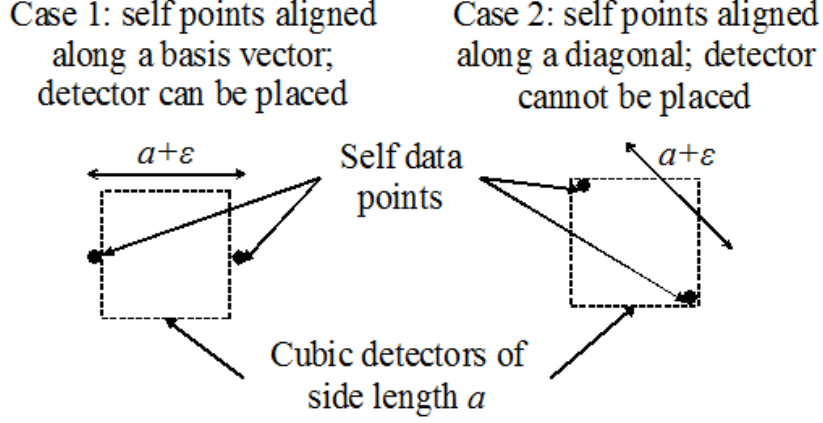 Case 1: self points aligned
along a basis vector;
detector can be placed
Case 2: self points aligned
along a diagonal; detector
cannot be placed
a+ε
Self data
points
a+ε
Cubic detectors of
side length a